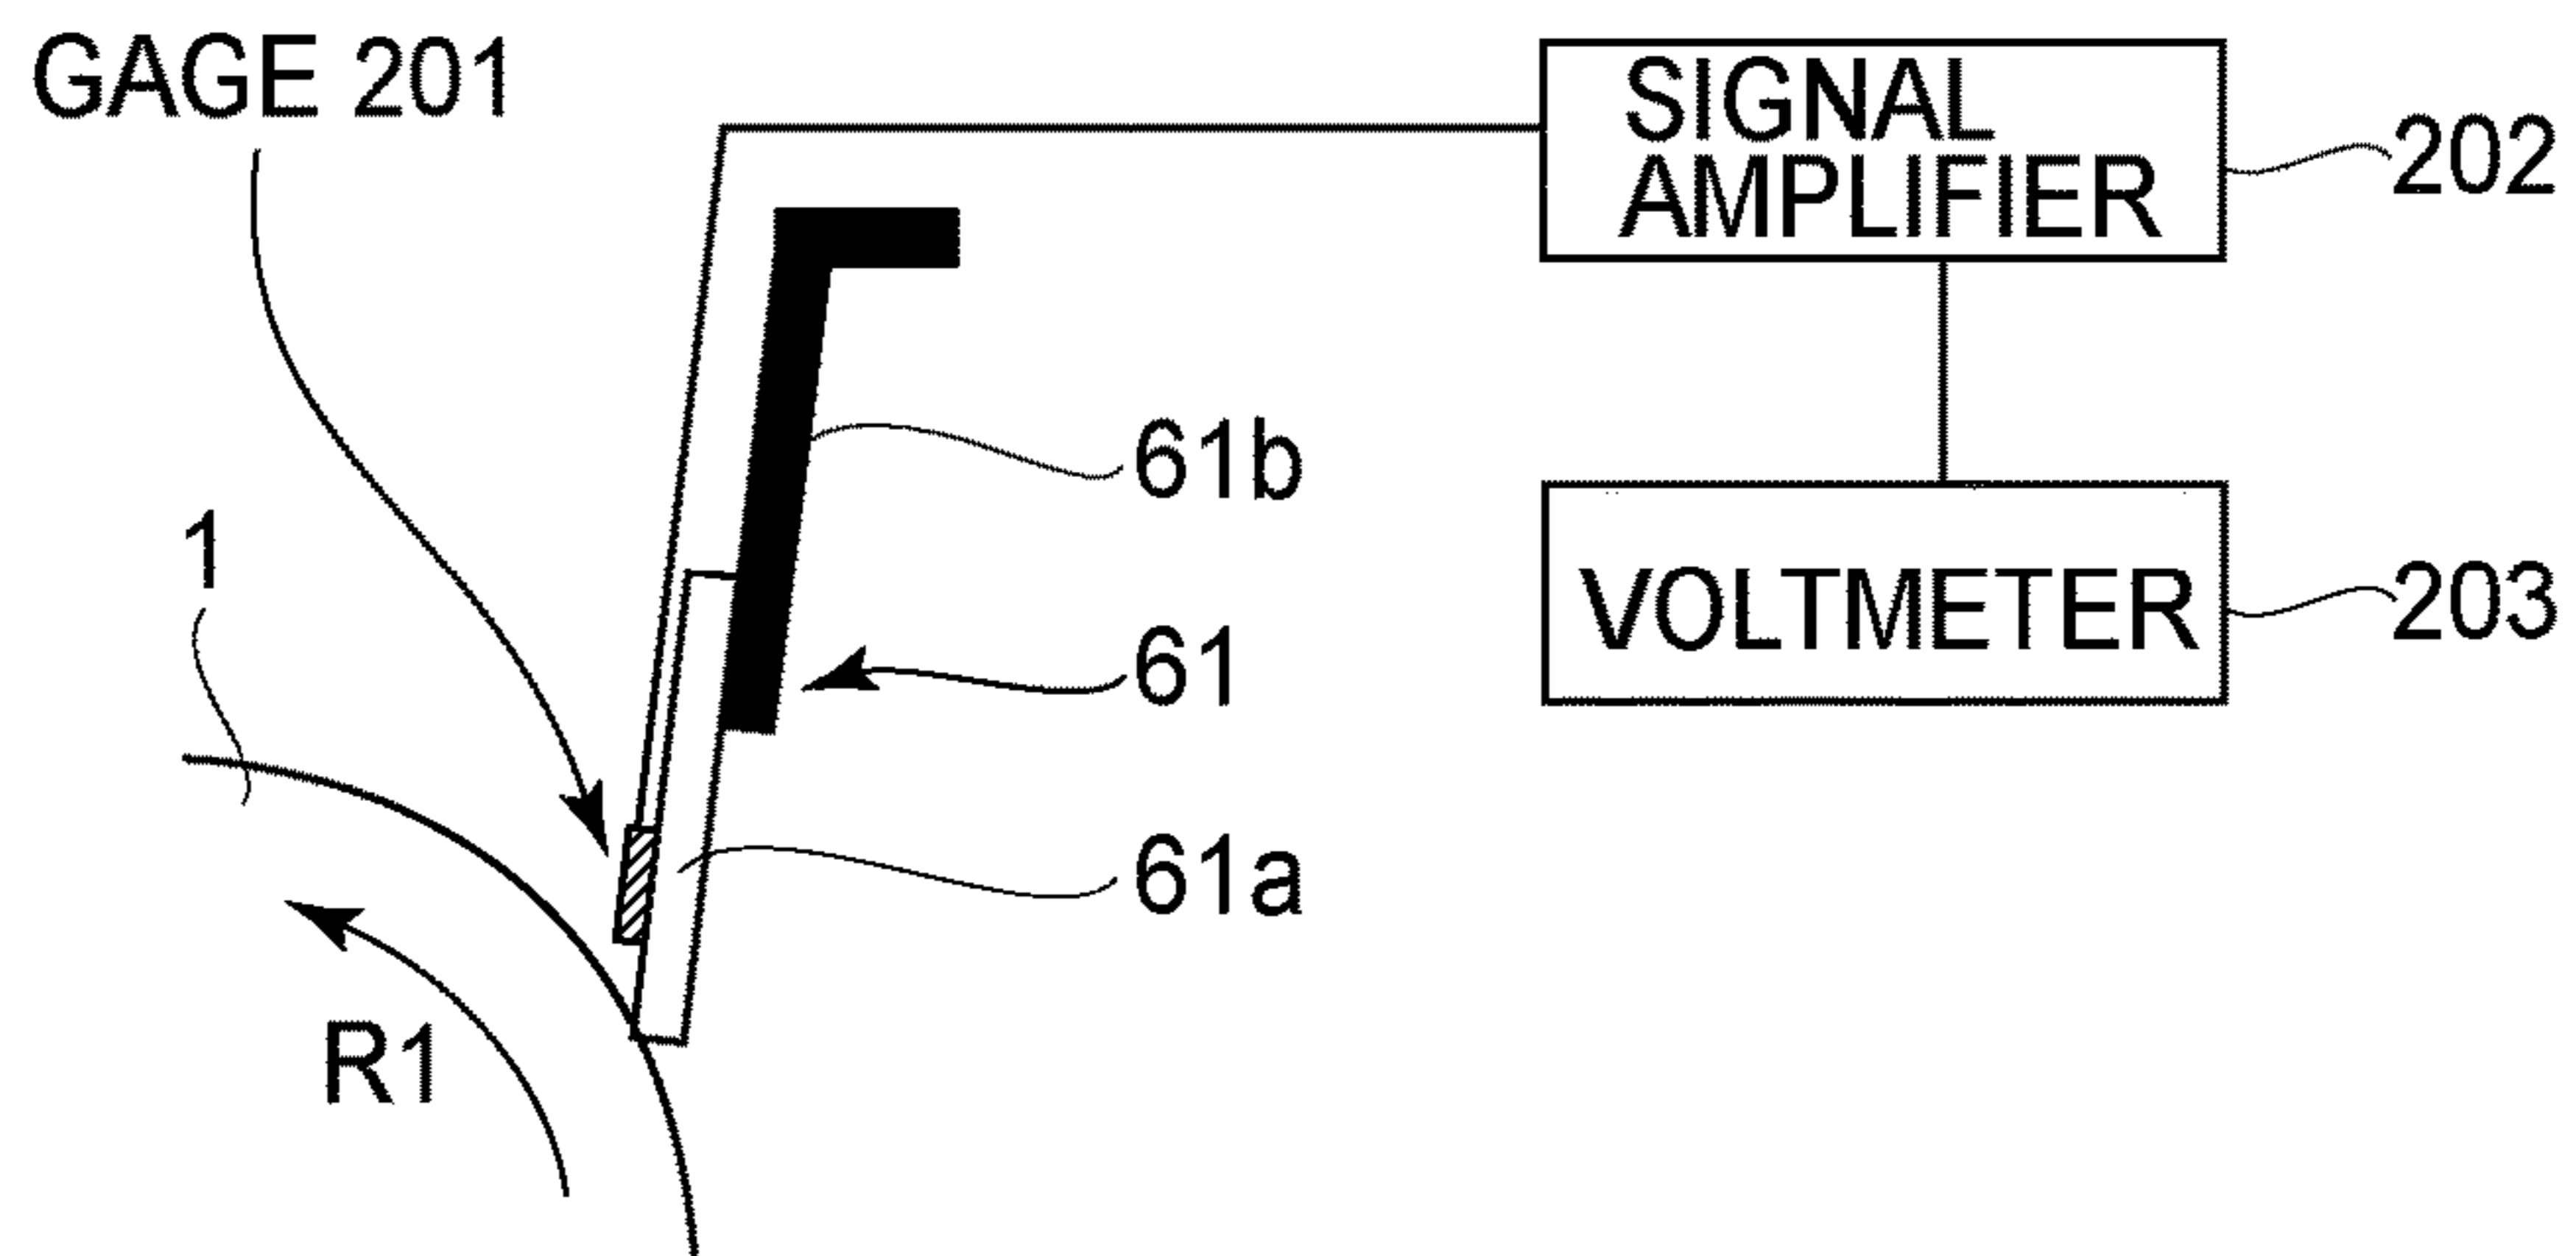 GAGE 201
SIGNAL
AMPLIFIER
202
61b
1
VOLTMETER
203
61
61a
R1